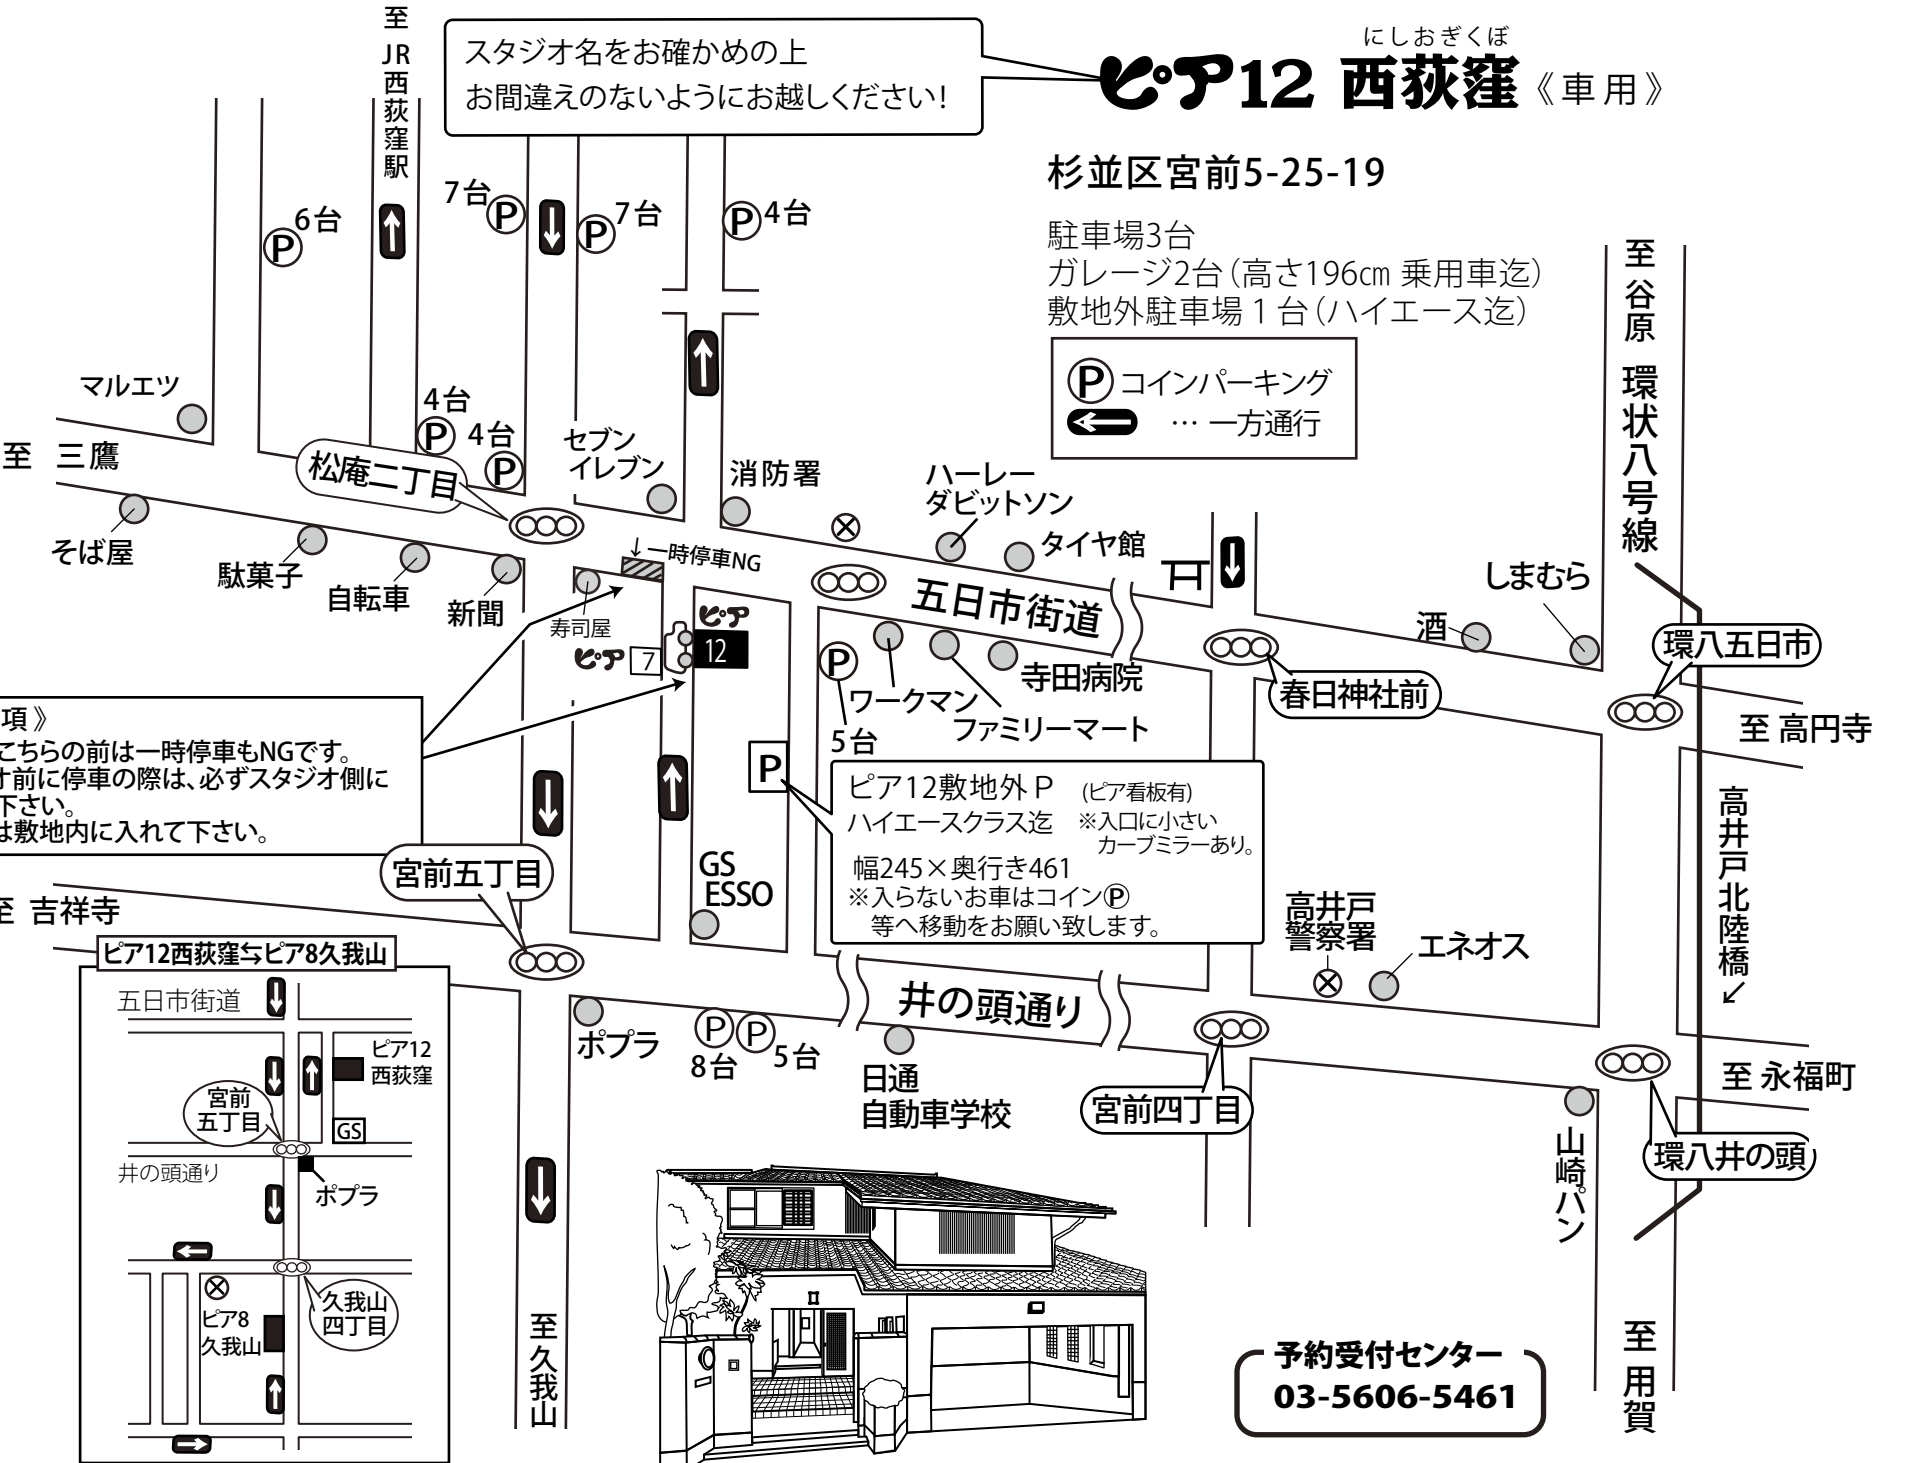 至
JR
西荻窪駅
スタジオ名をお確かめの上
お間違えのないようにお越しください！
にしおぎくぼ
ピア12 西荻窪《車用》
杉並区宮前5-25-19
駐車場3台
ガレージ2台（高さ196㎝ 乗用車迄）
敷地外駐車場１台（ハイエース迄）
Ⓟコインパーキング
… 一方通行
Ⓟ6台
7台Ⓟ
Ⓟ7台
Ⓟ4台
至 谷原
環状八号線
マルエツ
4台
Ⓟ
4台
Ⓟ
至 三鷹
松庵二丁目
セブン
イレブン
消防署
ハーレー
ダビットソン
タイヤ館
そば屋
駄菓子
自転車
新聞
↓一時停車NG
寿司屋
ピア 7
ピア
12
五日市街道
しまむら
酒
環八五日市
春日神社前
至 高円寺
Ⓟ
5台
ワークマン
ファミリーマート
寺田病院
項》
こちらの前は一時停車もNGです。
オ前に停車の際は、必ずスタジオ側に
下さい。
は敷地内に入れて下さい。
P
ピア12敷地外 P (ピア看板有)
ハイエースクラス迄
※入口に小さい
カーブミラーあり。
幅245×奥行き461
※入らないお車はコインⓅ
等へ移動をお願い致します。
宮前五丁目
GS
ESSO
至 吉祥寺
高井戸
警察署
エネオス
高井戸北陸橋↙
井の頭通り
ポプラ
Ⓟ
8台
Ⓟ
5台
日通
自動車学校
宮前四丁目
至 永福町
環八井の頭
山崎パン
至 久我山
至 用賀
ピア12西荻窪⇆ピア8久我山
五日市街道
ピア12
西荻窪
宮前
五丁目
GS
井の頭通り
ポプラ
久我山
四丁目
ピア8
久我山
予約受付センター
03-5606-5461